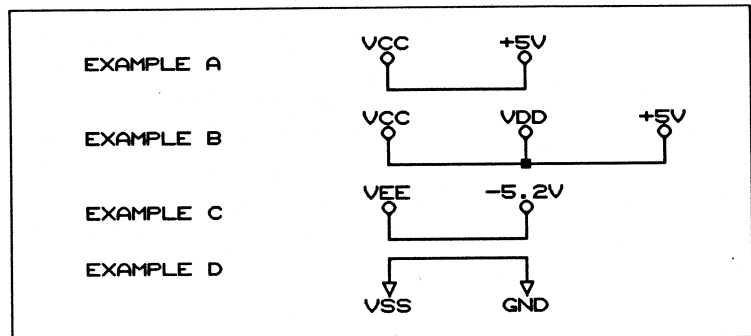 VCC +5V
EXAMPLE A
VCC VDD +5V
EXAMPLE B
VEE -5.2V
EXAMPLE C
EXAMPLE D
VSS GND